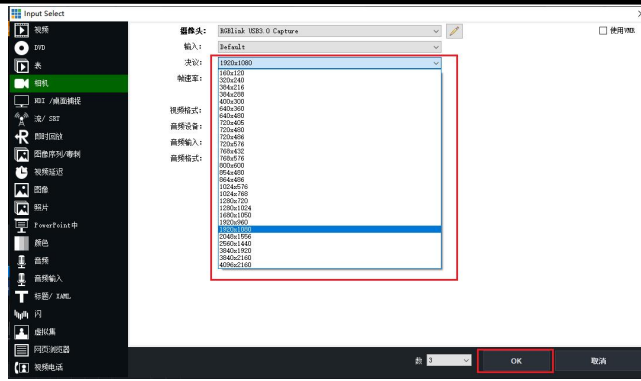 Input Select
视频
DVD
表
相机
NDI /桌面捕捉
流/ SRT
即时回放
图像序列/毒刺
视频延迟
图像
照片
PowerPoint中
颜色
音频
音频输入
标题/ XAML
闪
虚拟集
网页浏览器
视频电话
摄像头: RGBlink USB3.0 Capture
使用VMR
输入: Default
决议: 1920x1080
帧速率:
视频格式:
音频设备:
音频输入:
音频格式:
160x120
320x240
384x216
384x288
400x300
640x360
640x480
720x405
720x480
720x486
720x576
768x432
768x576
800x600
854x480
864x486
1024x576
1024x768
1280x720
1280x1024
1680x1050
1920x960
1920x1080
2048x1556
2560x1440
3840x1920
3840x2160
4096x2160
数 3 OK 取消